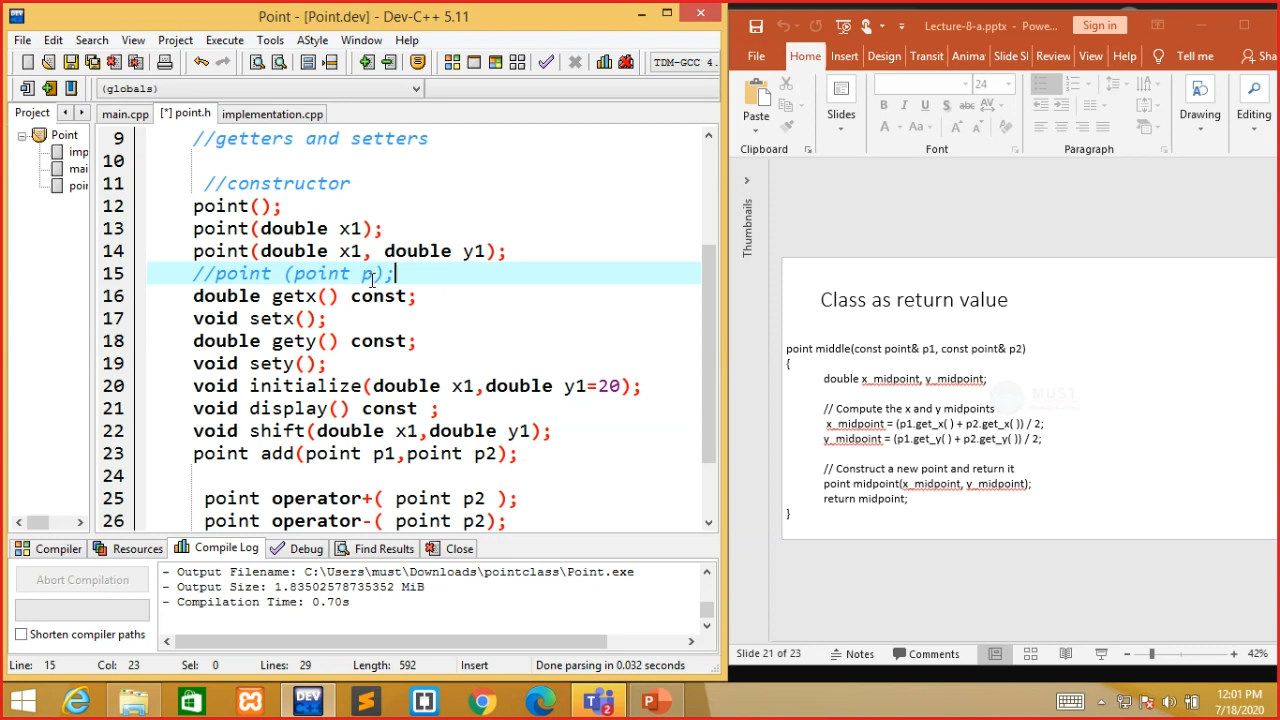 Point - [Point.dev] - Dev-C++ 5.11
File Edit Search View Project Execute Tools AStyle Window Help
TDM-GCC 4.
(globals)
Project
main.cpp [*] point.h implementation.cpp
Point
imp
mai
poin
9 //getters and setters
10
11 //constructor
12 point();
13 point(double x1);
14 point(double x1, double y1);
15 //point (point p);
16 double getx() const;
17 void setx();
18 double gety() const;
19 void sety();
20 void initialize(double x1,double y1=20);
21 void display() const ;
22 void shift(double x1,double y1);
23 point add(point p1,point p2);
24
25 point operator+( point p2 );
26 point operator-( point p2);
Compiler Resources Compile Log Debug Find Results Close
Abort Compilation
Shorten compiler paths
- Output Filename: C:\Users\must\Downloads\pointclass\Point.exe
- Output Size: 1.83502578735352 MiB
- Compilation Time: 0.70s
Line: 15 Col: 23 Sel: 0 Lines: 29 Length: 592 Insert Done parsing in 0.032 seconds
Lecture-8-a.pptx - Powe...
Sign in
File Home Insert Design Transit Anima Slide Sl Review View Help Tell me Sha
Paste
Slides
24
B I U S abc AV
A Aa A A
Drawing
Editing
Clipboard Font Paragraph
Thumbnails
Class as return value
point middle(const point& p1, const point& p2)
{
double x_midpoint, y_midpoint;
// Compute the x and y midpoints
x_midpoint = (p1.get_x( ) + p2.get_x( )) / 2;
y_midpoint = (p1.get_y( ) + p2.get_y( )) / 2;
// Construct a new point and return it
point midpoint(x_midpoint, y_midpoint);
return midpoint;
}
MUST
Slide 21 of 23 Notes Comments 42%
DEV
12:01 PM
7/18/2020